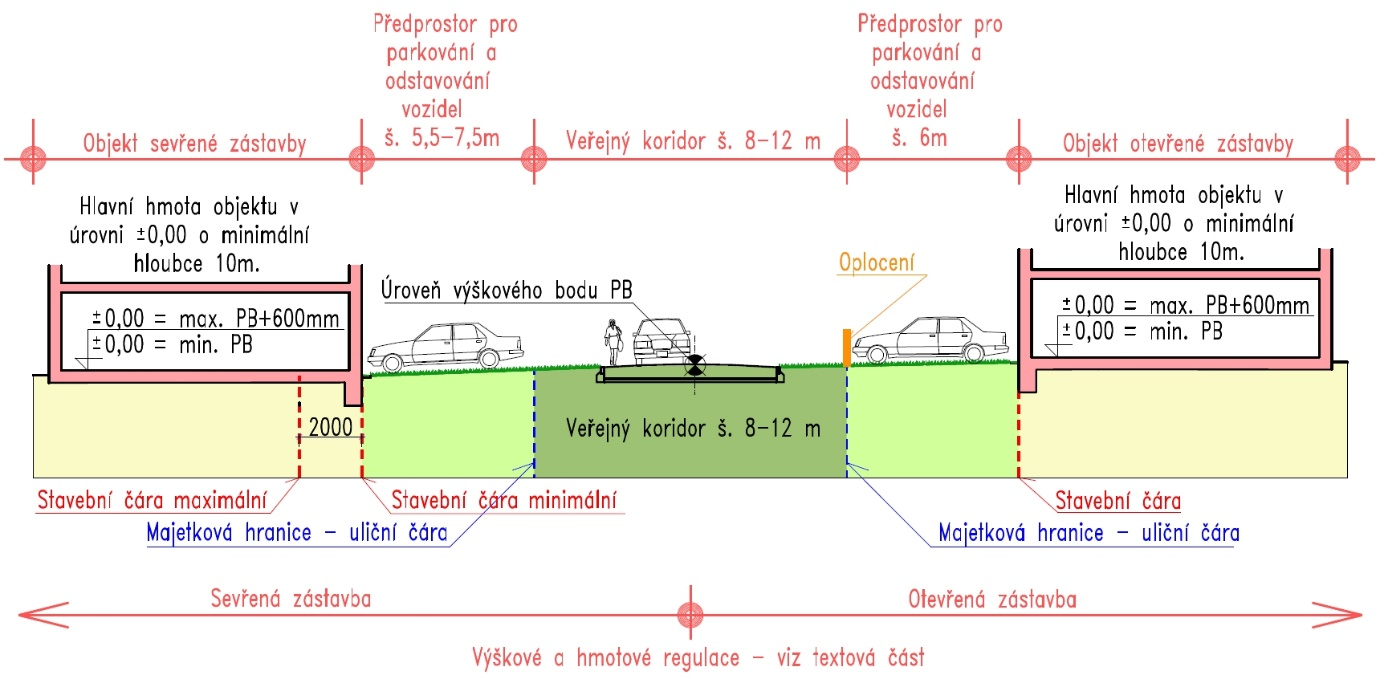 Předprostor pro
parkování a
odstavování
vozidel
š. 5,5-7,5m
Předprostor pro
parkování a
odstavování
vozidel
š. 6m
Objekt sevřené zástavby
Veřejný koridor š. 8-12 m
Objekt otevřené zástavby
Hlavní hmota objektu v
úrovni ±0,00 o minimální
hloubce 10m.
Hlavní hmota objektu v
úrovni ±0,00 o minimální
hloubce 10m.
Oplocení
Úroveň výškového bodu PB
±0,00 = max. PB+600mm
±0,00 = min. PB
±0,00 = max. PB+600mm
±0,00 = min. PB
2000
Veřejný koridor š. 8-12 m
Stavební čára maximální
Stavební čára minimální
Stavební čára
Majetková hranice - uliční čára
Majetková hranice - uliční čára
Sevřená zástavba
Otevřená zástavba
Výškové a hmotové regulace - viz textová část